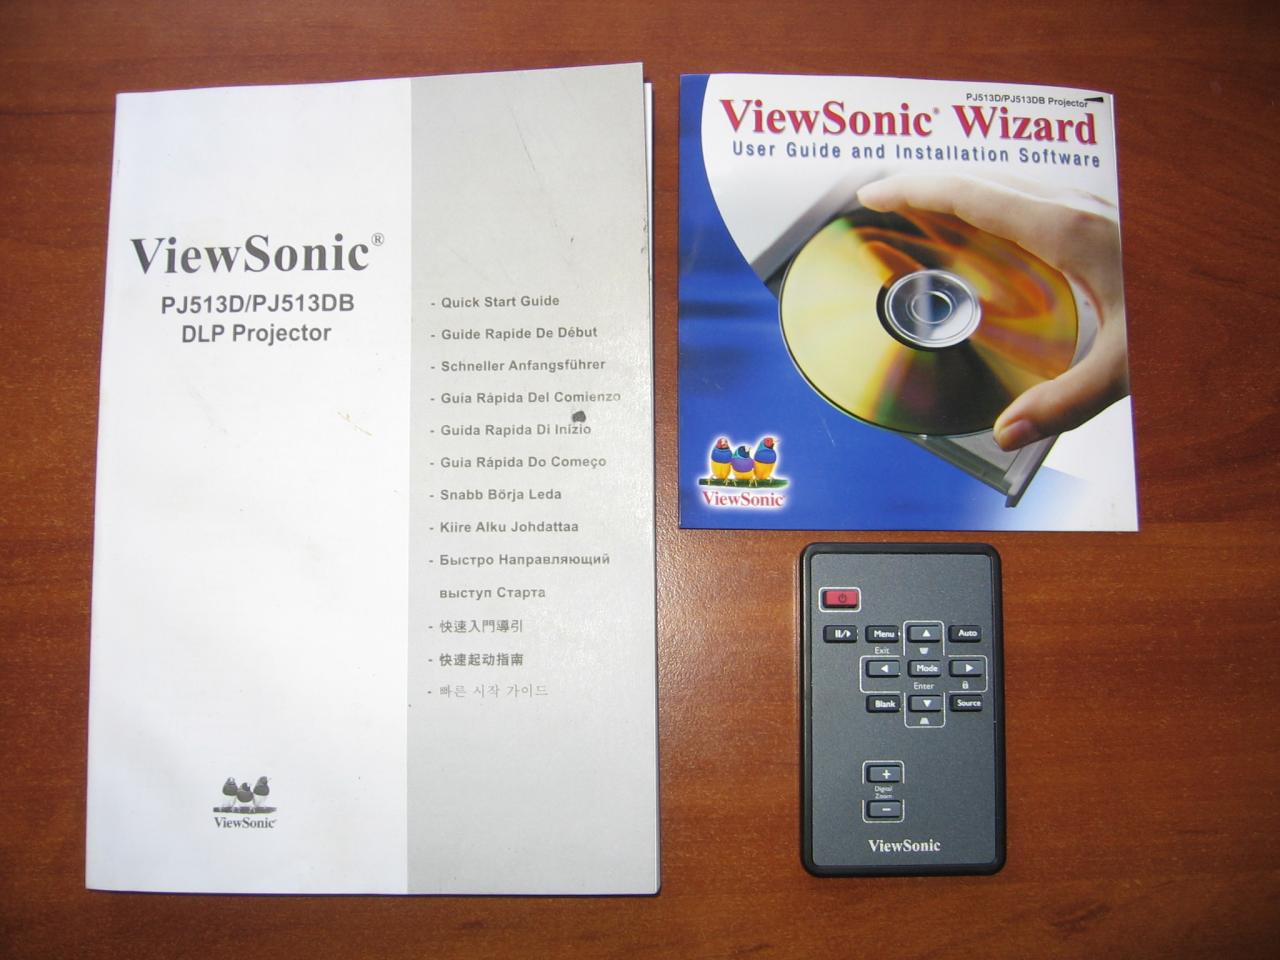 ViewSonic®
PJ513D/PJ513DB
DLP Projector
- Quick Start Guide
- Guide Rapide De Début
- Schneller Anfangsführer
- Guía Rápida Del Comienzo
- Guida Rapida Di Inízio
- Guia Rápida Do Começo
- Snabb Börja Leda
- Kiire Alku Johdattaa
- Быстро Направляющий
выступ Старта
- 快速入門導引
- 快速起动指南
- 빠른 시작 가이드
ViewSonic®
PJ513D/PJ513DB Projector
ViewSonic® Wizard
User Guide and Installation Software
ViewSonic®
Menu
Auto
Exit
Mode
Enter
Blank
Source
+
Digital
Zoom
−
ViewSonic